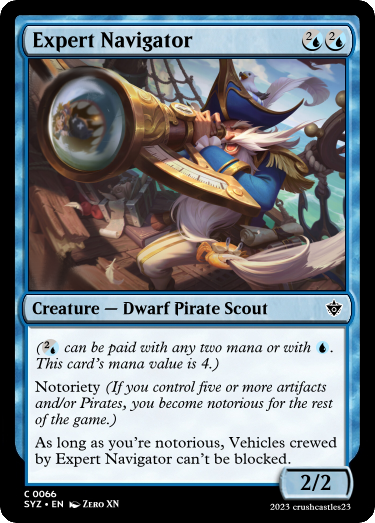 Expert Navigator 2 2
Creature — Dwarf Pirate Scout
(2 can be paid with any two mana or with .
This card's mana value is 4.)
Notoriety (If you control five or more artifacts
and/or Pirates, you become notorious for the rest
of the game.)
As long as you're notorious, Vehicles crewed
by Expert Navigator can't be blocked.
2/2
C 0066
SYZ • EN Zero XN
2023 crushcastles23